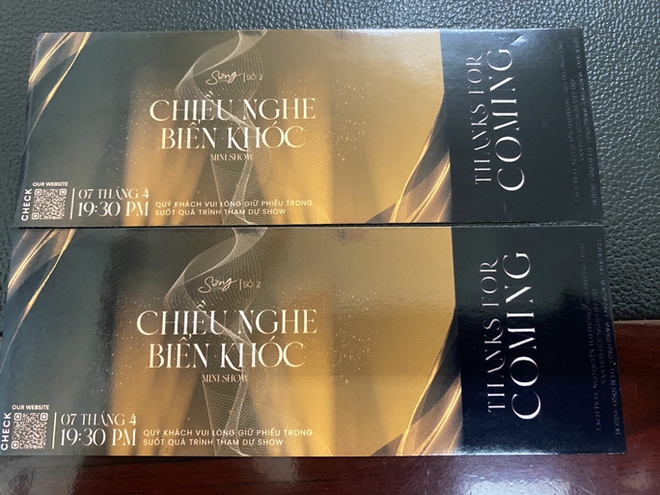 Sóng | SỐ 2
CHIỀU NGHE
BIỂN KHÓC
MINI SHOW
CHECK
OUR WEBSITE
07 THÁNG 4
19:30 PM
QUÝ KHÁCH VUI LÒNG GIỮ PHIẾU TRONG
SUỐT QUÁ TRÌNH THAM DỰ SHOW
THANKS FOR
COMING
Sóng | SỐ 2
CHIỀU NGHE
BIỂN KHÓC
MINI SHOW
CHECK
OUR WEBSITE
07 THÁNG 4
19:30 PM
QUÝ KHÁCH VUI LÒNG GIỮ PHIẾU TRONG
SUỐT QUÁ TRÌNH THAM DỰ SHOW
THANKS FOR
COMING